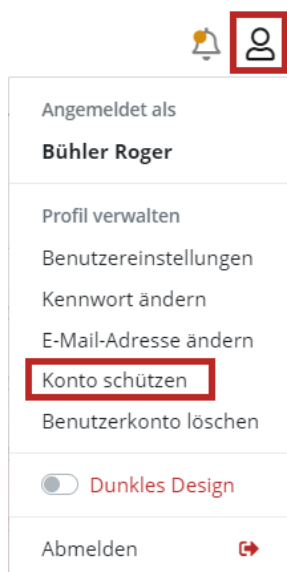 Angemeldet als
Bühler Roger
Profil verwalten
Benutzereinstellungen
Kennwort ändern
E-Mail-Adresse ändern
Konto schützen
Benutzerkonto löschen
Dunkles Design
Abmelden